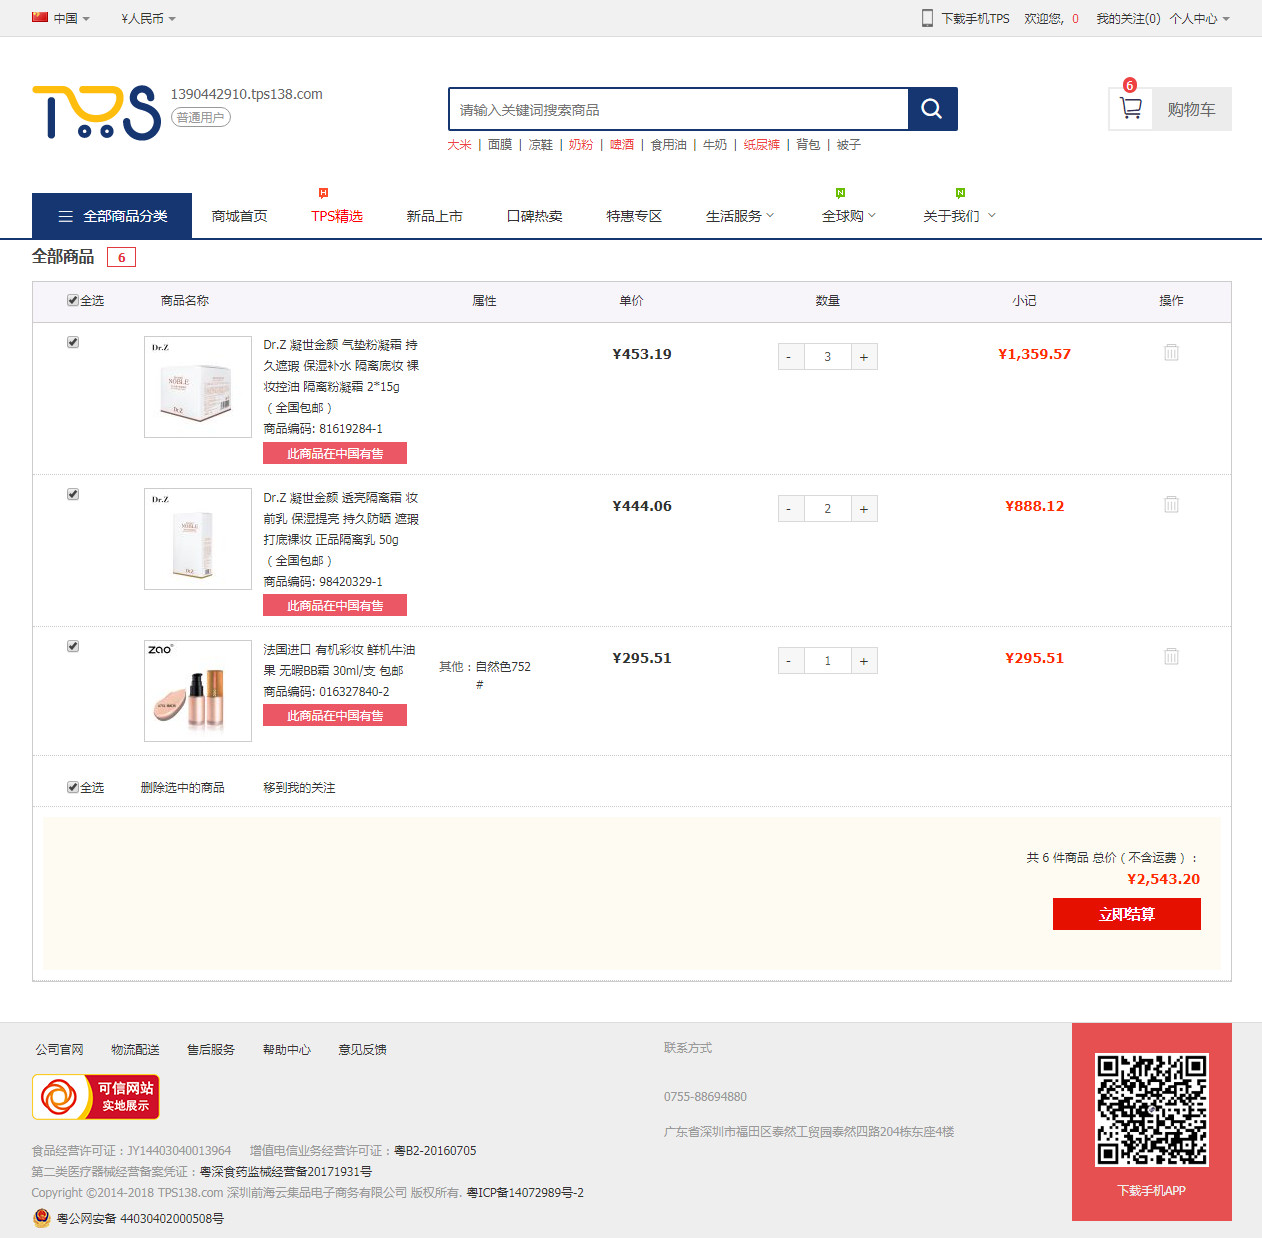 中国 ¥人民币 下载手机TPS 欢迎您, 0 我的关注(0) 个人中心
TPS
1390442910.tps138.com
普通用户
请输入关键词搜索商品
6
购物车
大米 | 面膜 | 凉鞋 | 奶粉 | 啤酒 | 食用油 | 牛奶 | 纸尿裤 | 背包 | 被子
H N N
全部商品分类 商城首页 TPS精选 新品上市 口碑热卖 特惠专区 生活服务 全球购 关于我们
全部商品 6
全选 商品名称 属性 单价 数量 小记 操作
Dr.Z
NOBLE
Dr.Z
Dr.Z 凝世金颜 气垫粉凝霜 持
久遮瑕 保湿补水 隔离底妆 裸
妆控油 隔离粉凝霜 2*15g
（全国包邮）
商品编码: 81619284-1
此商品在中国有售
¥453.19 - 3 + ¥1,359.57
Dr.Z
NOBLE
Dr.Z
Dr.Z 凝世金颜 透亮隔离霜 妆
前乳 保湿提亮 持久防晒 遮瑕
打底裸妆 正品隔离乳 50g
（全国包邮）
商品编码: 98420329-1
此商品在中国有售
¥444.06 - 2 + ¥888.12
zao
法国进口 有机彩妆 鲜机牛油
果 无暇BB霜 30ml/支 包邮
商品编码: 016327840-2
此商品在中国有售
其他：自然色752
#
¥295.51 - 1 + ¥295.51
全选 删除选中的商品 移到我的关注
共 6 件商品 总价（不含运费）：
¥2,543.20
立即结算
公司官网 物流配送 售后服务 帮助中心 意见反馈
可信网站
实地展示
食品经营许可证：JY14403040013964 增值电信业务经营许可证：粤B2-20160705
第二类医疗器械经营备案凭证：粤深食药监械经营备20171931号
Copyright ©2014-2018 TPS138.com 深圳前海云集品电子商务有限公司 版权所有. 粤ICP备14072989号-2
粤公网安备 44030402000508号
联系方式
0755-88694880
广东省深圳市福田区泰然工贸园泰然四路204栋东座4楼
下载手机APP